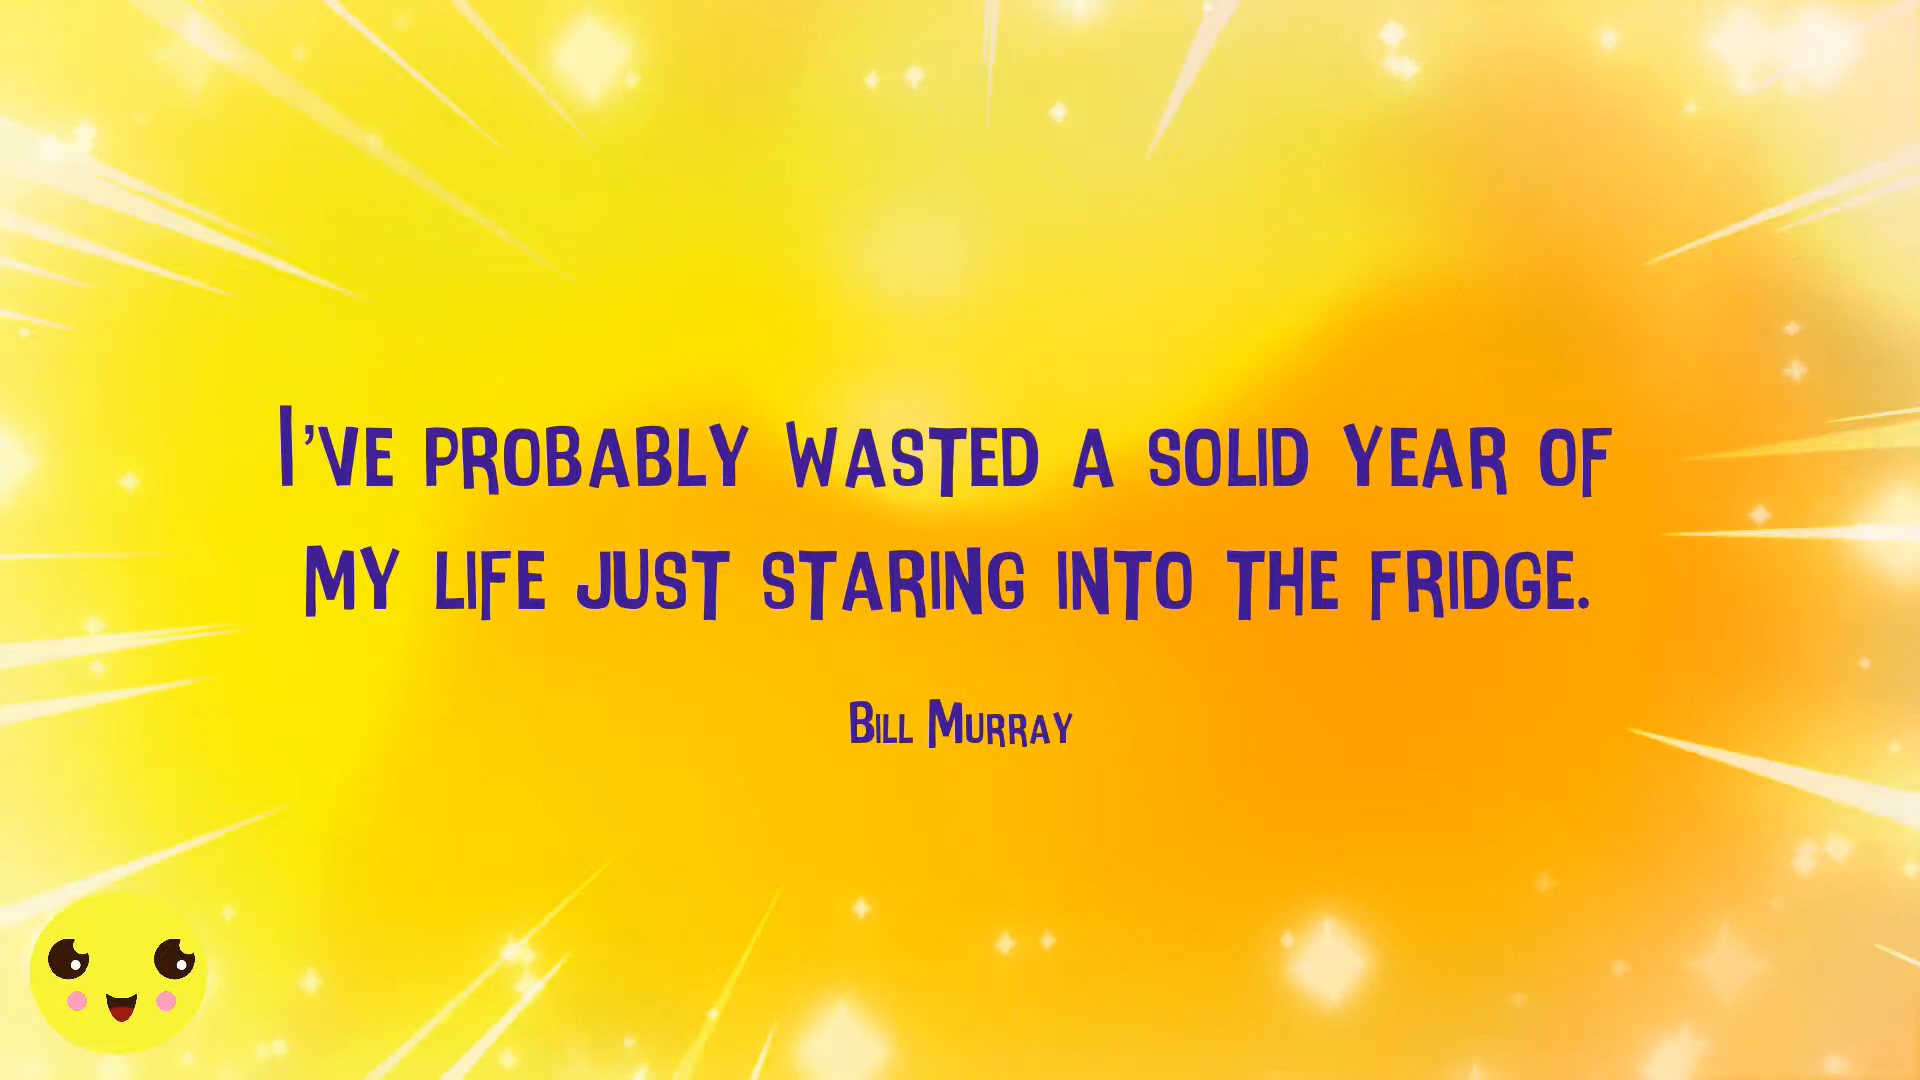 I've probably wasted a solid year of
my life just staring into the fridge.
Bill Murray